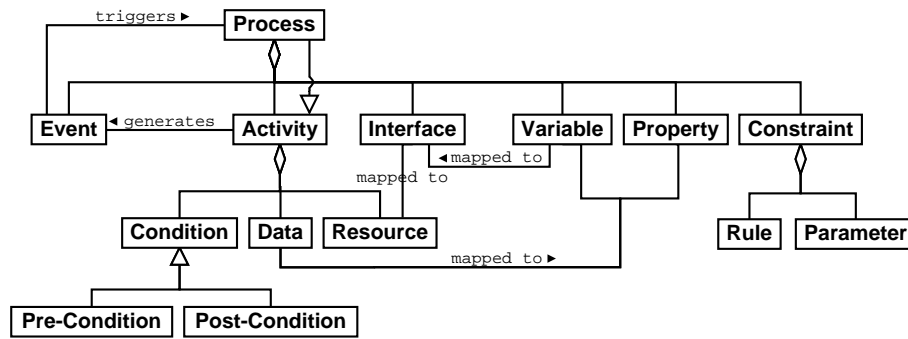 triggers ►
Process
Event
◄ generates
Activity
Interface
Variable
Property
Constraint
◄ mapped to
mapped to
Condition
Data
Resource
Rule
Parameter
mapped to ►
Pre-Condition
Post-Condition